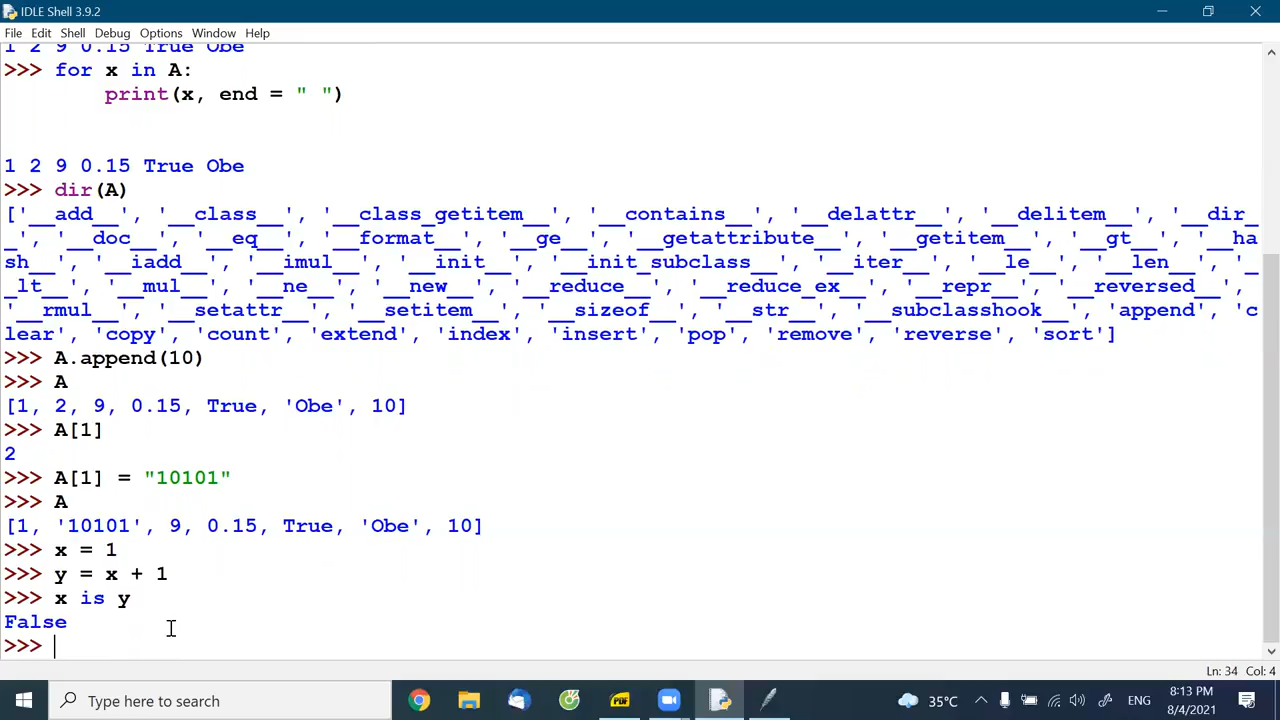 IDLE Shell 3.9.2
File Edit Shell Debug Options Window Help
1 2 9 0.15 True Obe
>>> for x in A:
print(x, end = " ")
1 2 9 0.15 True Obe
>>> dir(A)
['__add__', '__class__', '__class_getitem__', '__contains__', '__delattr__', '__delitem__', '__dir_
_', '__doc__', '__eq__', '__format__', '__ge__', '__getattribute__', '__getitem__', '__gt__', '__ha
sh__', '__iadd__', '__imul__', '__init__', '__init_subclass__', '__iter__', '__le__', '__len__', '_
_lt__', '__mul__', '__ne__', '__new__', '__reduce__', '__reduce_ex__', '__repr__', '__reversed__',
'__rmul__', '__setattr__', '__setitem__', '__sizeof__', '__str__', '__subclasshook__', 'append', 'c
lear', 'copy', 'count', 'extend', 'index', 'insert', 'pop', 'remove', 'reverse', 'sort']
>>> A.append(10)
>>> A
[1, 2, 9, 0.15, True, 'Obe', 10]
>>> A[1]
2
>>> A[1] = "10101"
>>> A
[1, '10101', 9, 0.15, True, 'Obe', 10]
>>> x = 1
>>> y = x + 1
>>> x is y
False
>>>
Ln: 34 Col: 4
Type here to search
PDF
35°C
ENG
8:13 PM
8/4/2021